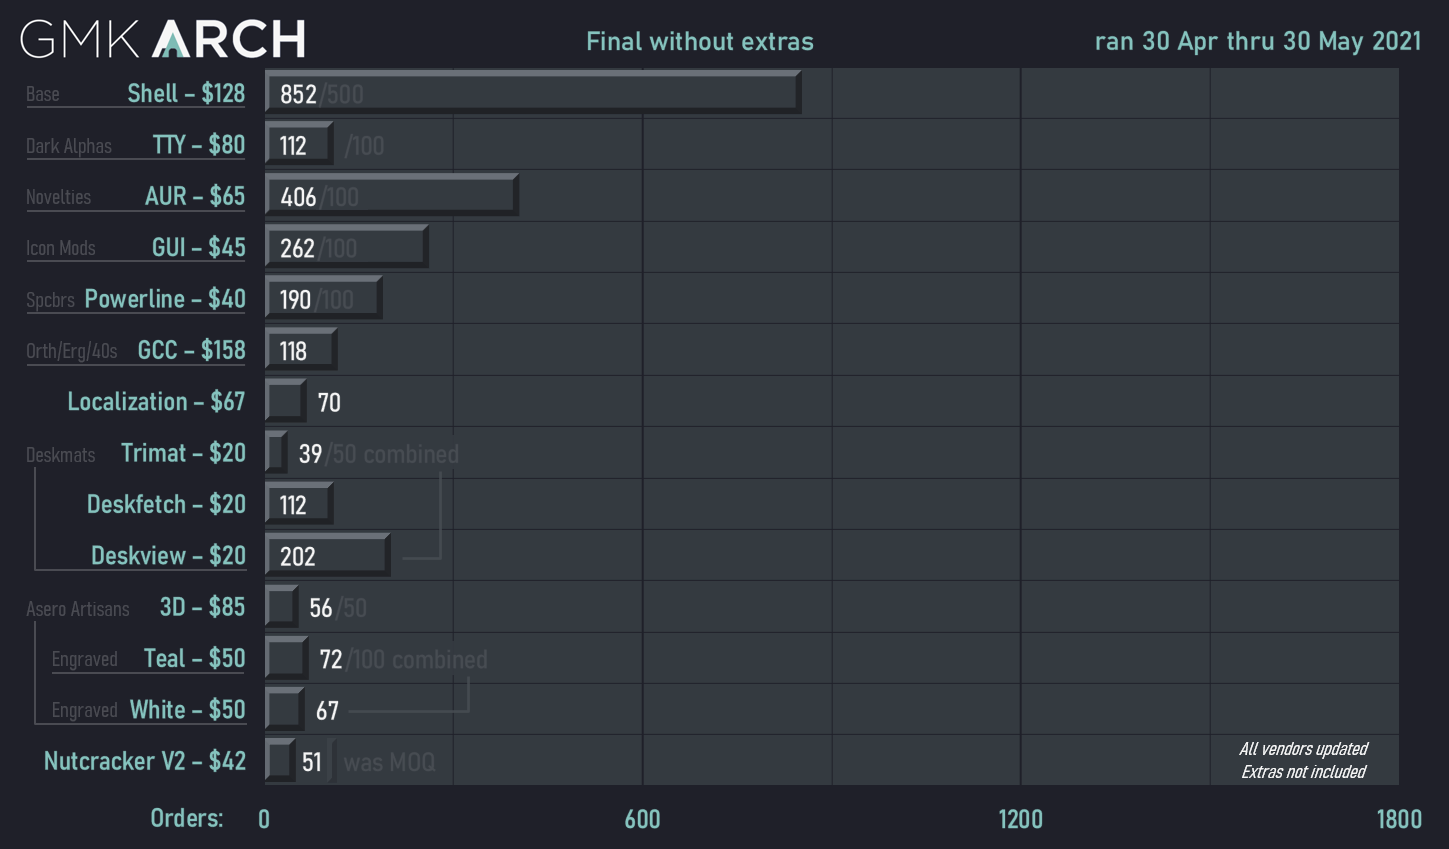 GMK ARCH
Final without extras
ran 30 Apr thru 30 May 2021
Base Shell – $128 852/500
Dark Alphas TTY – $80 112 /100
Novelties AUR – $65 406/100
Icon Mods GUI – $45 262/100
Spcbrs Powerline – $40 190/100
Orth/Erg/40s GCC – $158 118
Localization – $67 70
Deskmats Trimat – $20 39/50 combined
Deskfetch – $20 112
Deskview – $20 202
Asero Artisans 3D – $85 56/50
Engraved Teal – $50 72/100 combined
Engraved White – $50 67
Nutcracker V2 – $42 51 was MOQ
All vendors updated
Extras not included
Orders: 0 600 1200 1800